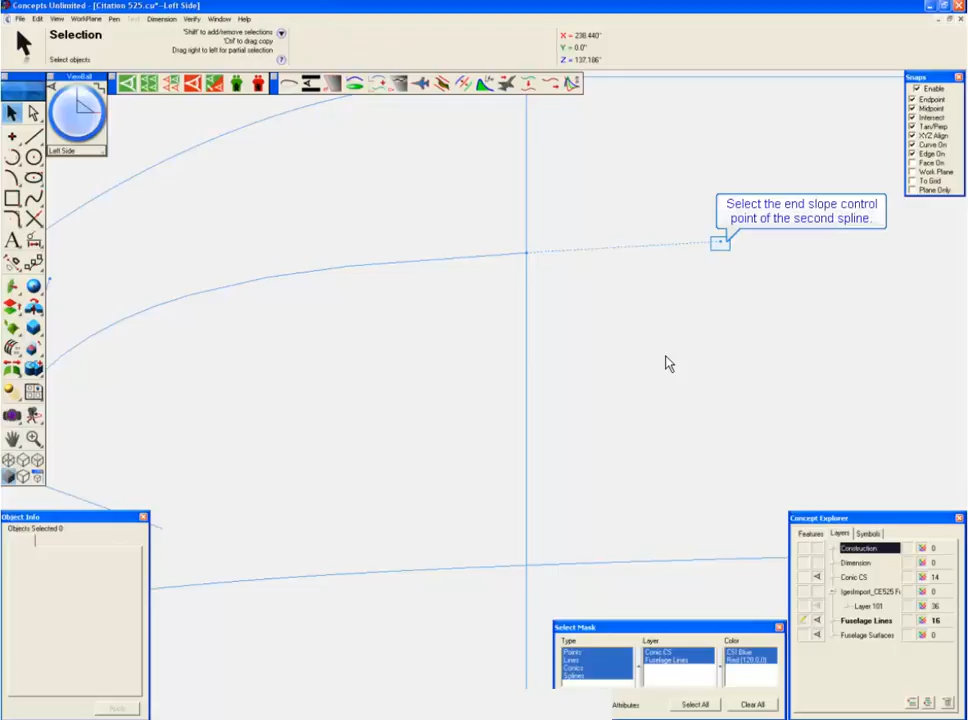 Concepts Unlimited - [Citation 525.cu*--Left Side]
File Edit View WorkPlane Pen Text Dimension Verify Window Help
Selection
'Shift' to add/remove selections
'Ctrl' to drag copy
Drag right to left for partial selection
Select objects
X = 238.440"
Y = 0.0"
Z = 137.186"
ViewBall
Left Side
Snaps
Enable
Endpoint
Midpoint
Intersect
Tan/Perp
XYZ Align
Curve On
Edge On
Face On
Work Plane
To Grid
Plane Only
Select the end slope control
point of the second spline.
Object Info
Objects Selected 0
Apply
Select Mask
Type Layer Color
Points
Lines
Conics
Splines
Conic CS
Fuselage Lines
CSI Blue
Red (128,0,0)
Attributes Select All Clear All
Concept Explorer
Features Layers Symbols
Construction 0
Dimension 0
Conic CS 14
IgesImport_CE525 Fu 0
Layer 101 36
Fuselage Lines 16
Fuselage Surfaces 0